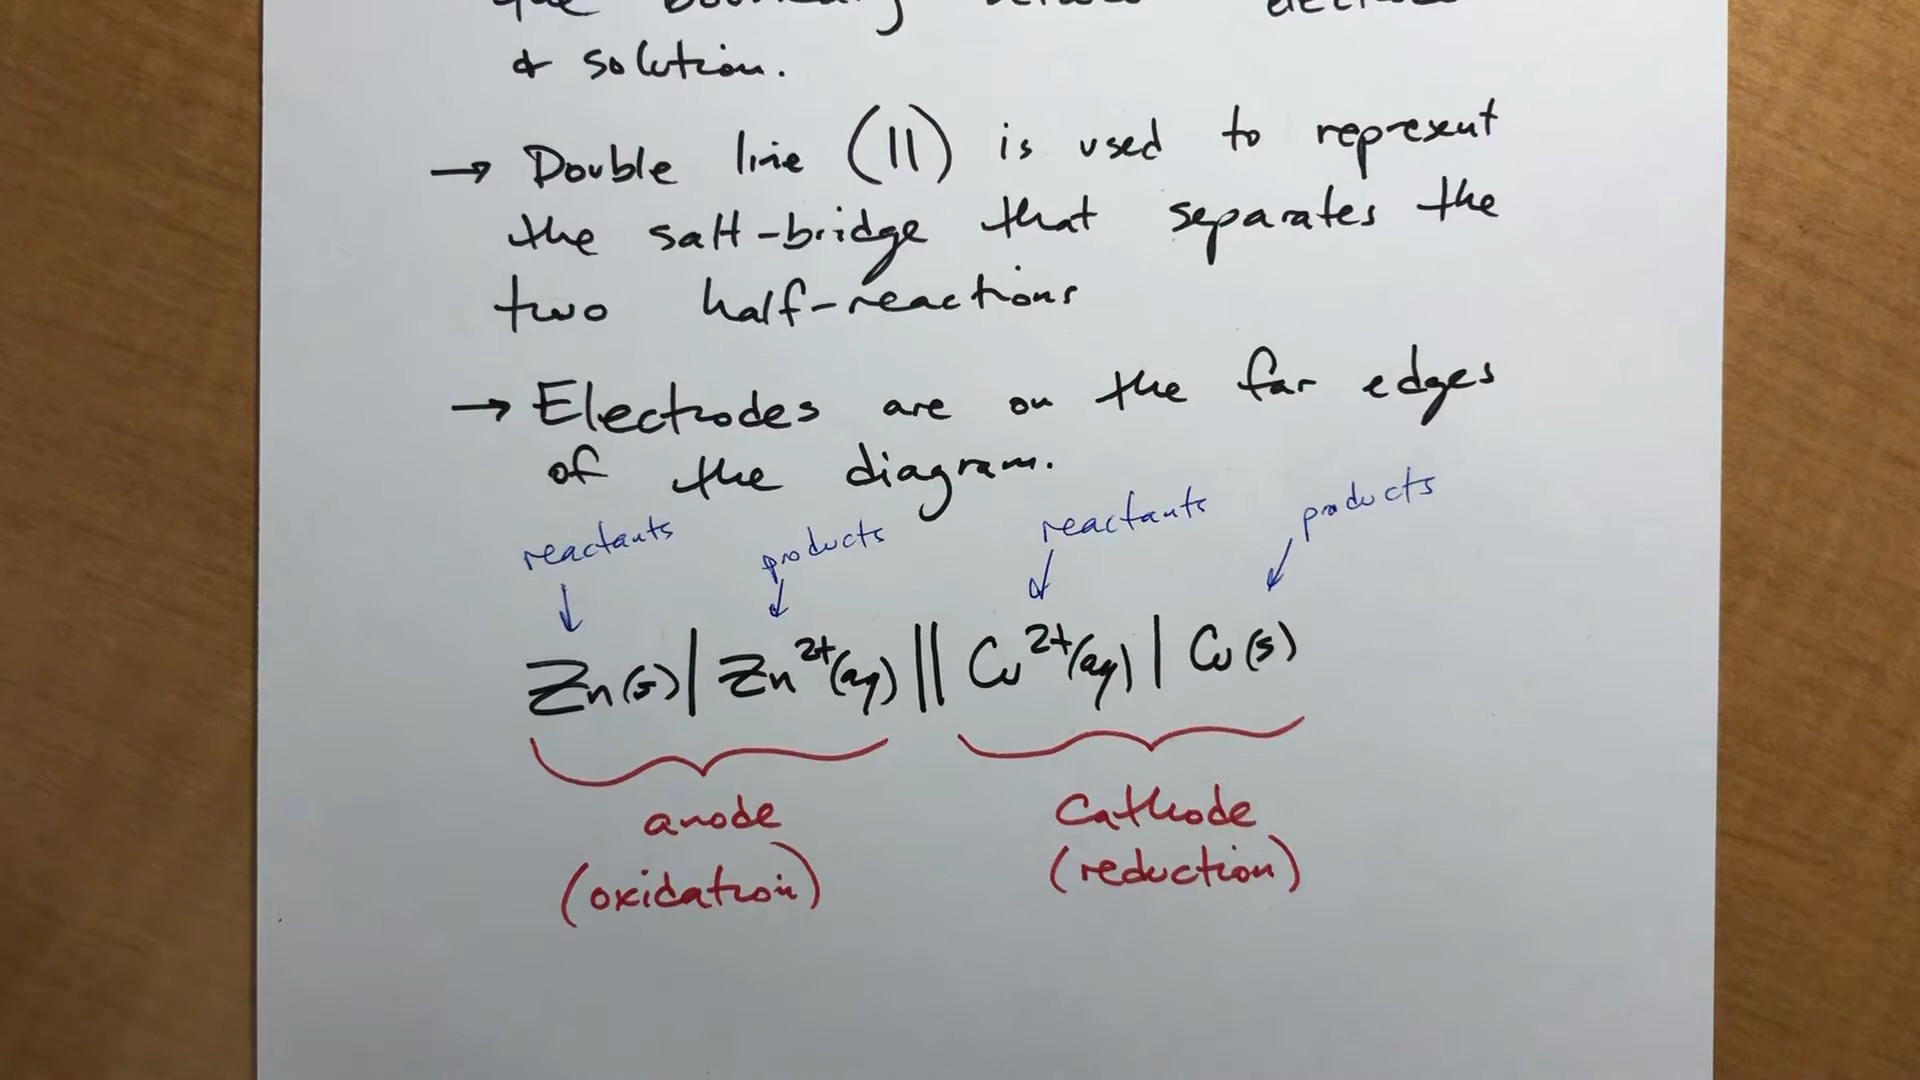 & solution.
→ Double line (||) is used to represent
the salt-bridge that separates the
two half-reactions
→ Electrodes are on the far edges
of the diagram.
reactants products reactants products
Zn(s) | Zn²⁺(aq) || Cu²⁺(aq) | Cu(s)
anode Cathode
(oxidation) (reduction)